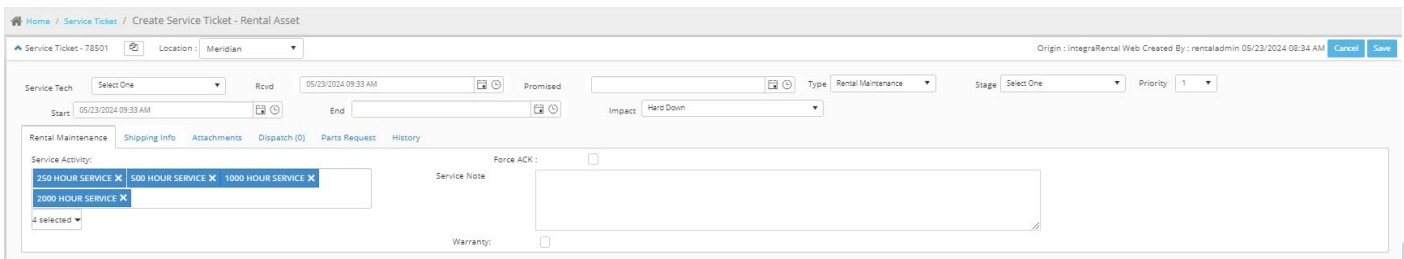 Home / Service Ticket / Create Service Ticket - Rental Asset
Service Ticket - 78501 Location : Meridian Origin : integraRental Web Created By : rentaladmin 05/23/2024 08:34 AM Cancel Save
Service Tech Select One Rcvd 05/23/2024 09:33 AM Promised Type Rental Maintenance Stage Select One Priority 1
Start 05/23/2024 09:33 AM End Impact Hard Down
Rental Maintenance Shipping Info Attachments Dispatch (0) Parts Request History
Service Activity: Force ACK :
250 HOUR SERVICE X 500 HOUR SERVICE X 1000 HOUR SERVICE X Service Note
2000 HOUR SERVICE X
4 selected
Warranty: